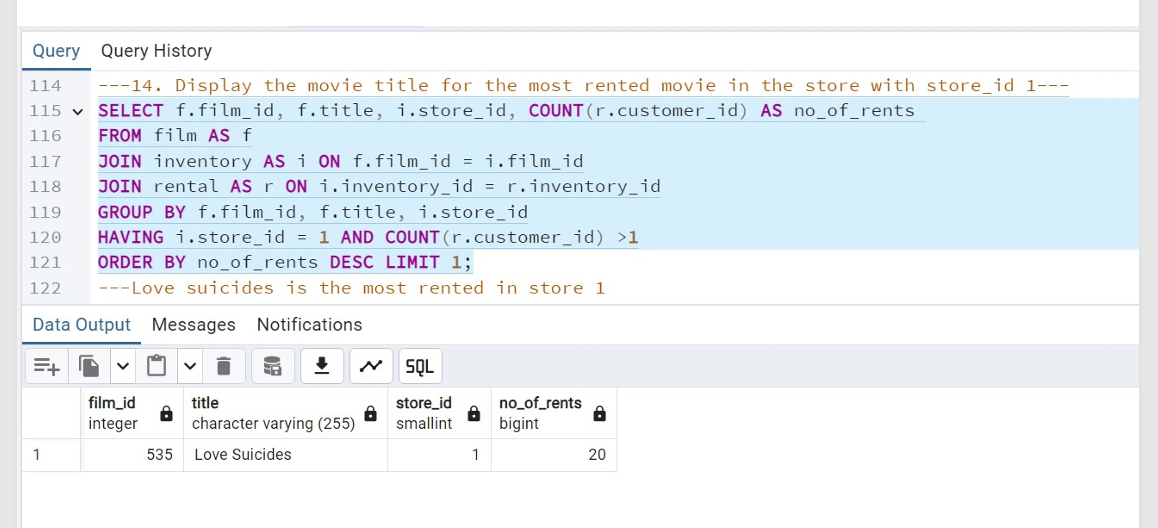 Query Query History
114 ---14. Display the movie title for the most rented movie in the store with store_id 1---
115 SELECT f.film_id, f.title, i.store_id, COUNT(r.customer_id) AS no_of_rents
116 FROM film AS f
117 JOIN inventory AS i ON f.film_id = i.film_id
118 JOIN rental AS r ON i.inventory_id = r.inventory_id
119 GROUP BY f.film_id, f.title, i.store_id
120 HAVING i.store_id = 1 AND COUNT(r.customer_id) >1
121 ORDER BY no_of_rents DESC LIMIT 1;
122 ---Love suicides is the most rented in store 1
Data Output Messages Notifications
SQL
film_id title store_id no_of_rents
integer character varying (255) smallint bigint
1 535 Love Suicides 1 20